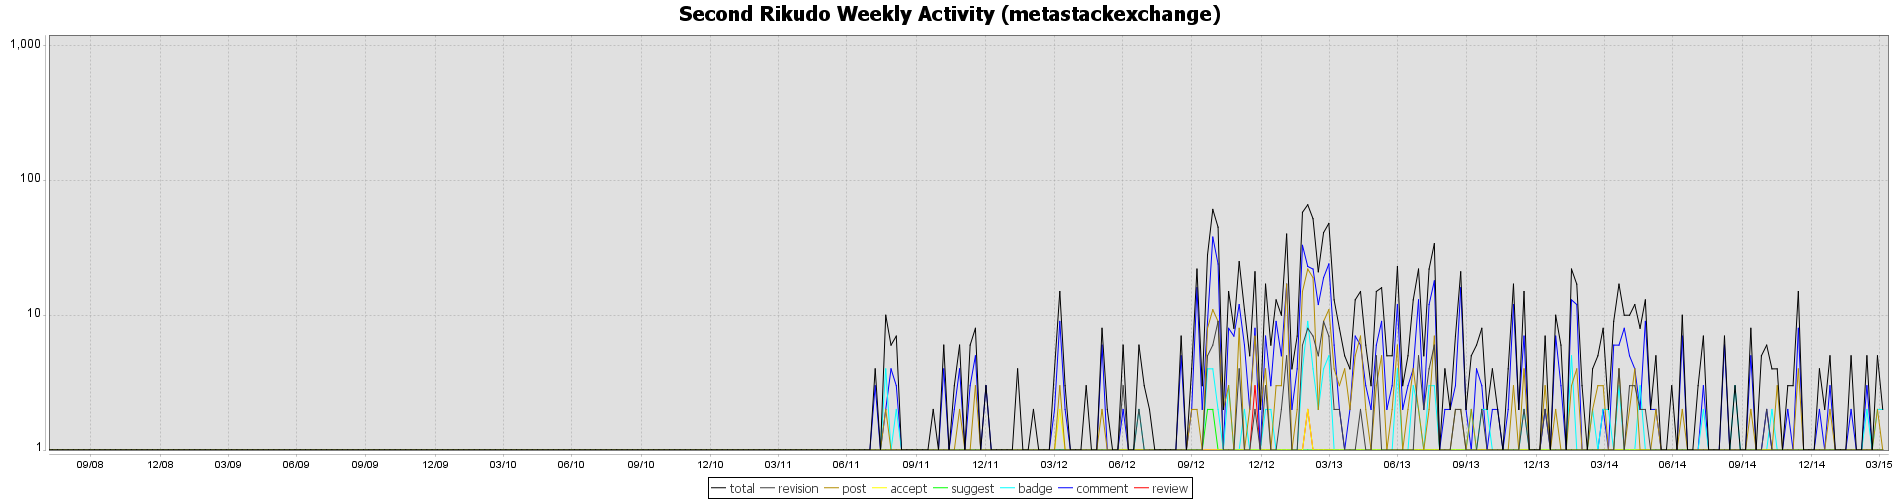 Second Rikudo Weekly Activity (metastackexchange)
1,000
100
10
1
09/08 12/08 03/09 06/09 09/09 12/09 03/10 06/10 09/10 12/10 03/11 06/11 09/11 12/11 03/12 06/12 09/12 12/12 03/13 06/13 09/13 12/13 03/14 06/14 09/14 12/14 03/15
total revision post accept suggest badge comment review